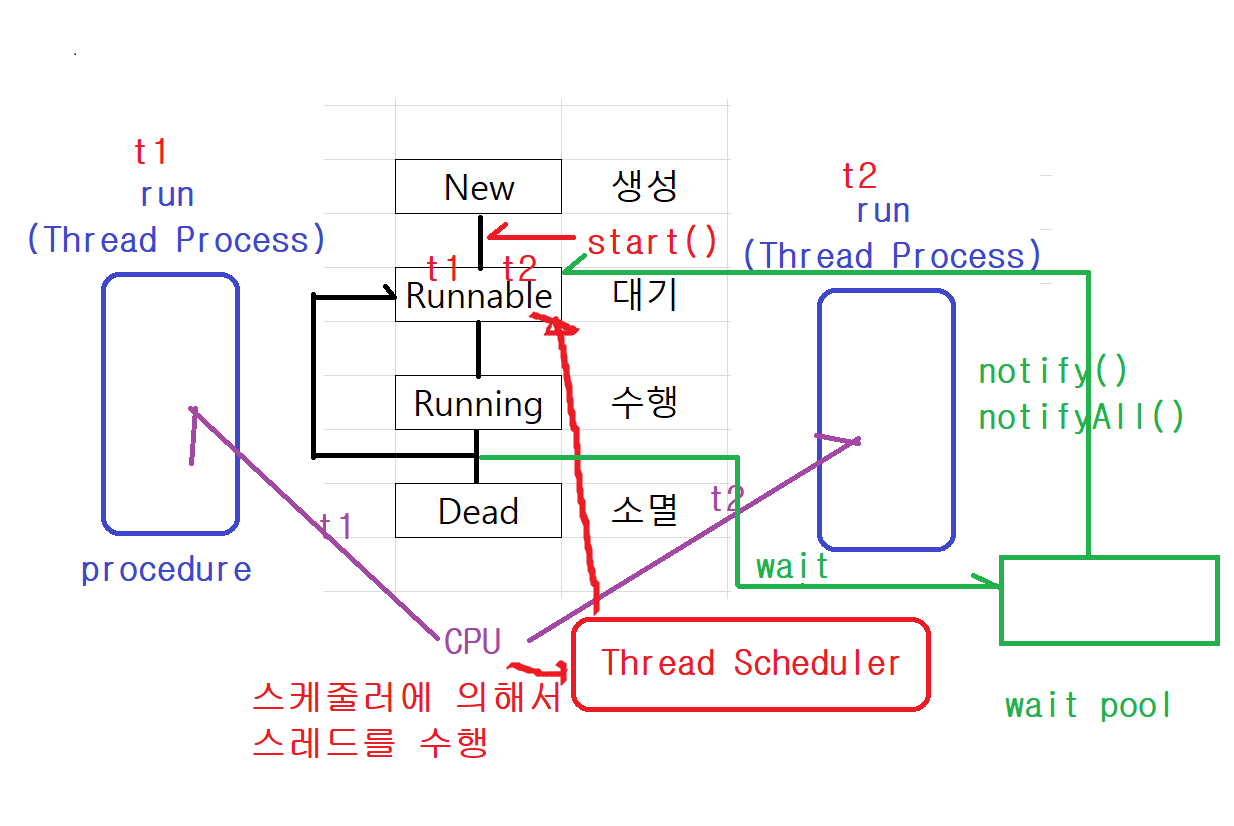 t1
run
(Thread Process)
procedure
New 생성
start()
t1 t2
Runnable 대기
Running 수행
Dead 소멸
t1
t2
CPU
스케줄러에 의해서
스레드를 수행
Thread Scheduler
t2
run
(Thread Process)
notify()
notifyAll()
wait
wait pool